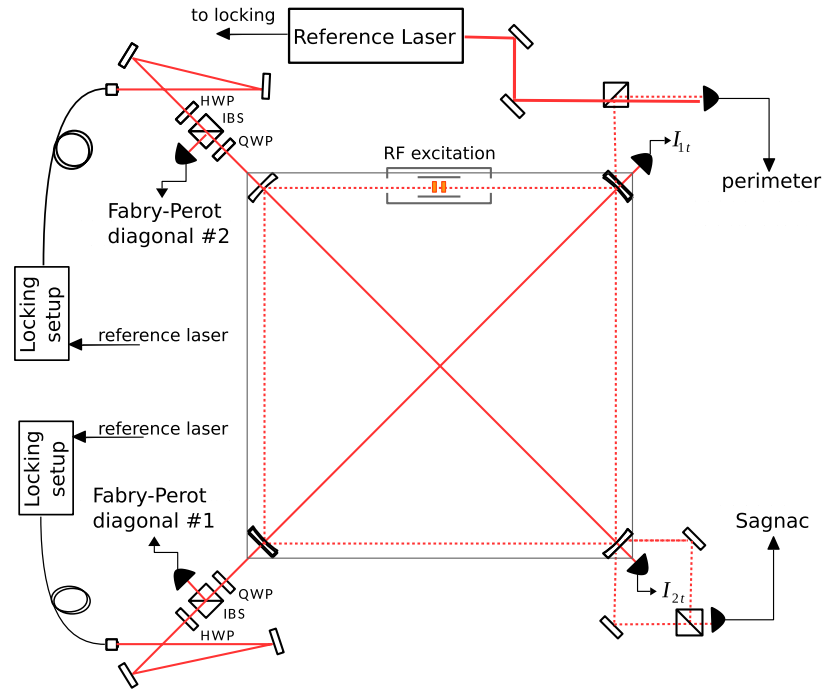 to locking
Reference Laser
HWP
IBS
QWP
RF excitation
I1t
perimeter
Fabry-Perot
diagonal #2
Locking
setup
reference laser
reference laser
Locking
setup
Fabry-Perot
diagonal #1
Sagnac
QWP
IBS
HWP
I2t